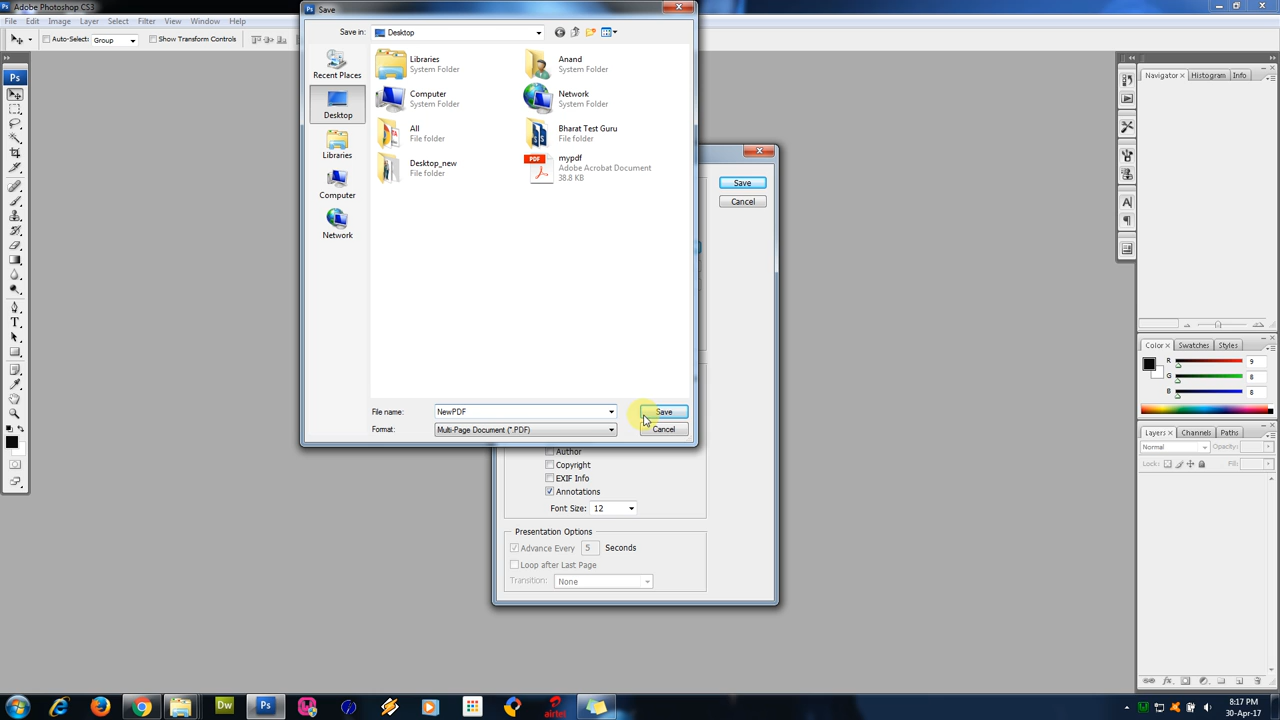 Adobe Photoshop CS3
File Edit Image Layer Select Filter View Window Help
Auto-Select: Group Show Transform Controls
Save
Save in: Desktop
Recent Places
Desktop
Libraries
Computer
Network
Libraries
System Folder
Anand
System Folder
Computer
System Folder
Network
System Folder
All
File folder
Bharat Test Guru
File folder
Desktop_new
File folder
mypdf
Adobe Acrobat Document
38.8 KB
File name: NewPDF Save
Format: Multi-Page Document (*.PDF) Cancel
Save
Cancel
Author
Copyright
EXIF Info
Annotations
Font Size: 12
Presentation Options
Advance Every 5 Seconds
Loop after Last Page
Transition: None
Navigator × Histogram Info
Color × Swatches Styles
R 9
G 8
B 8
Layers × Channels Paths
Normal Opacity:
Lock: Fill:
Ps
Dw
Ps
airtel
8:17 PM
30-Apr-17